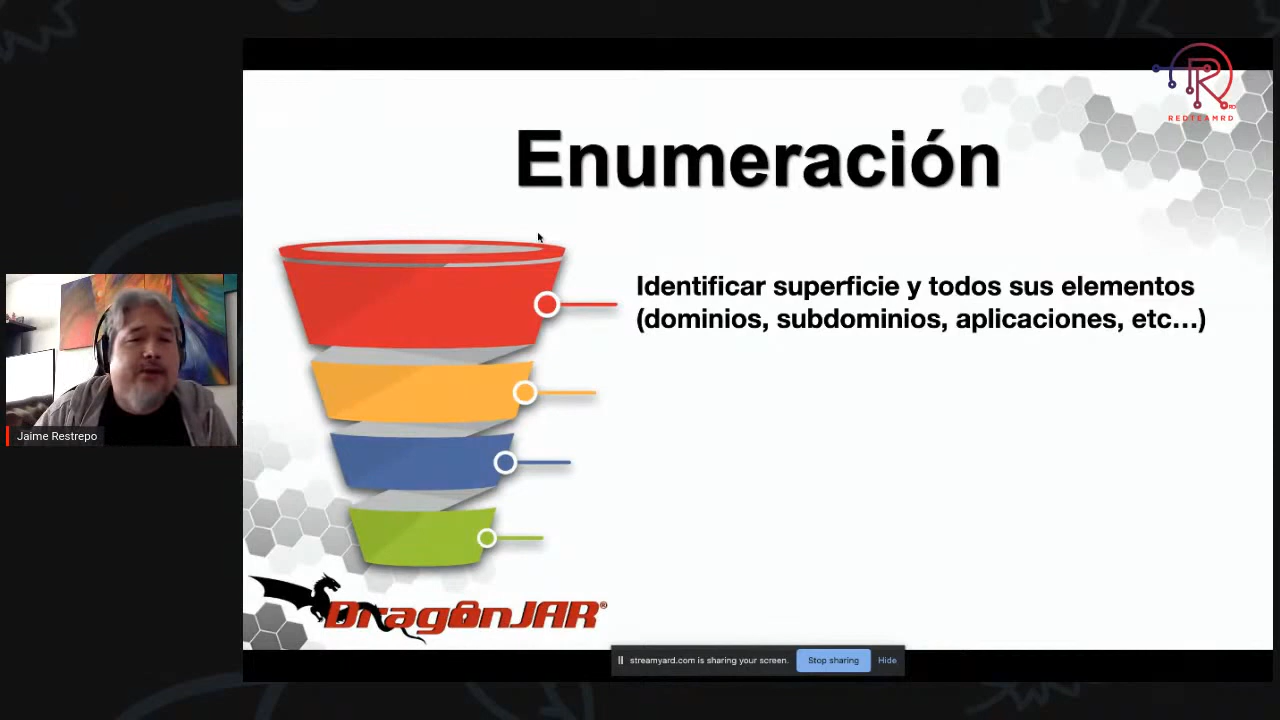 REDTEAMRD
Enumeración
Identificar superficie y todos sus elementos
(dominios, subdominios, aplicaciones, etc...)
Jaime Restrepo
DragonJAR®
streamyard.com is sharing your screen.
Stop sharing
Hide